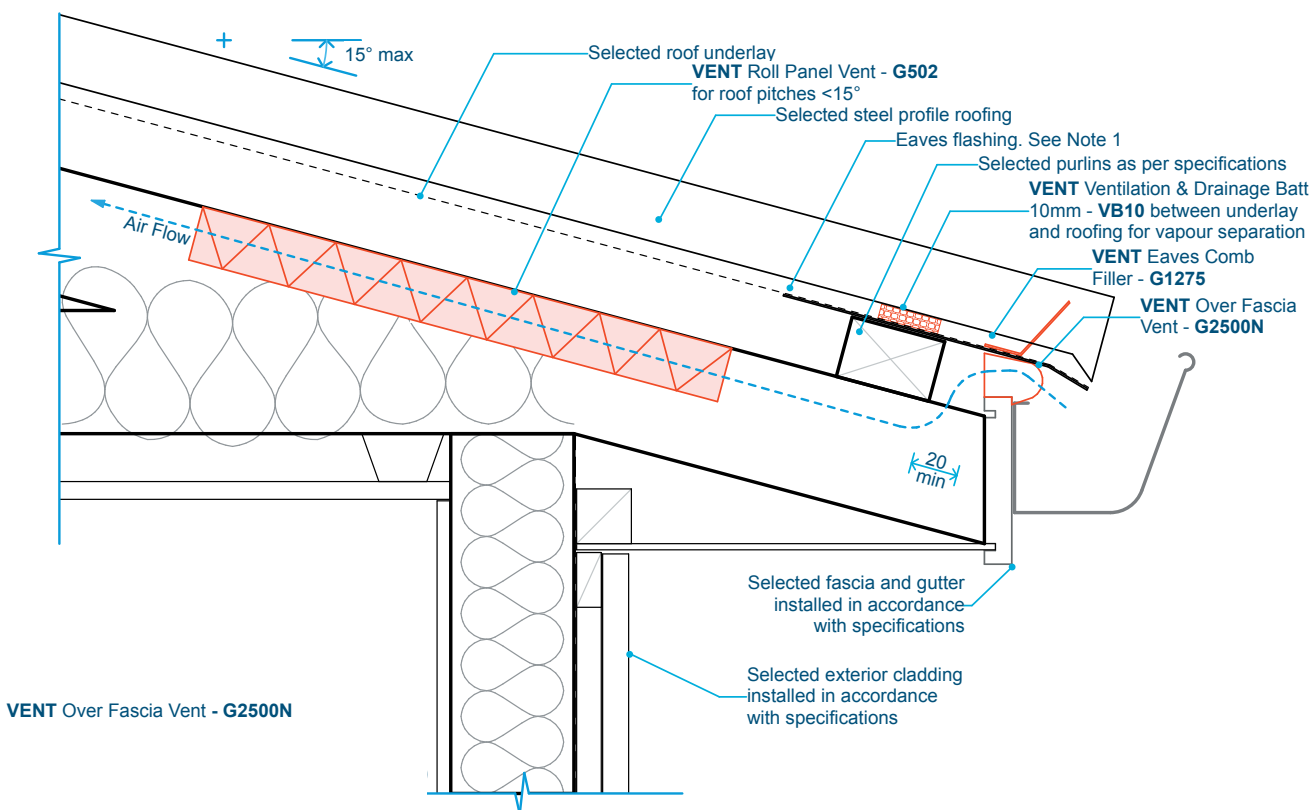 15° max
Selected roof underlay
VENT Roll Panel Vent - G502
for roof pitches <15°
Selected steel profile roofing
Eaves flashing. See Note 1
Selected purlins as per specifications
VENT Ventilation & Drainage Batt
10mm - VB10 between underlay
and roofing for vapour separation
VENT Eaves Comb
Filler - G1275
VENT Over Fascia
Vent - G2500N
Air Flow
20
min
Selected fascia and gutter
installed in accordance
with specifications
Selected exterior cladding
installed in accordance
with specifications
VENT Over Fascia Vent - G2500N